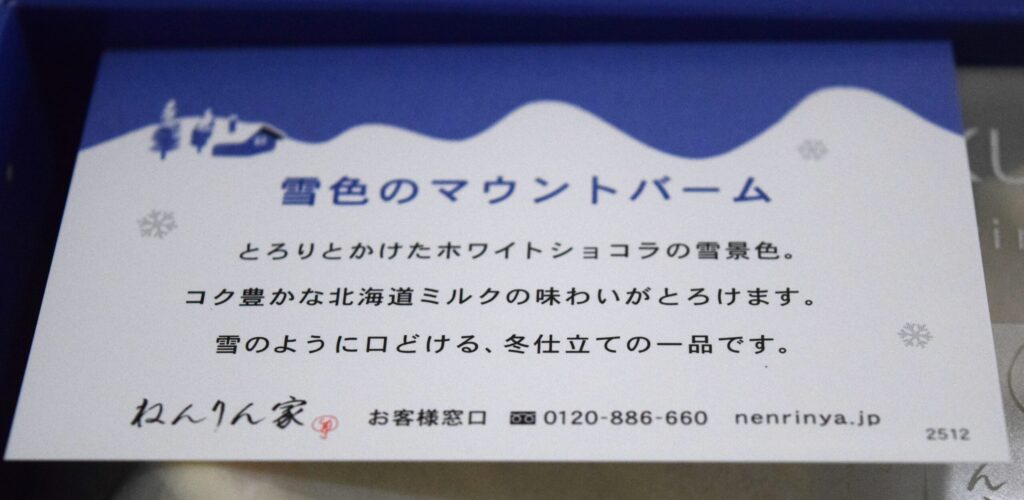 雪色のマウントバーム
とろりとかけたホワイトショコラの雪景色。
コク豊かな北海道ミルクの味わいがとろけます。
雪のように口どける、冬仕立ての一品です。
ねんりん家 お客様窓口 0120-886-660 nenrinya.jp
2512
ん